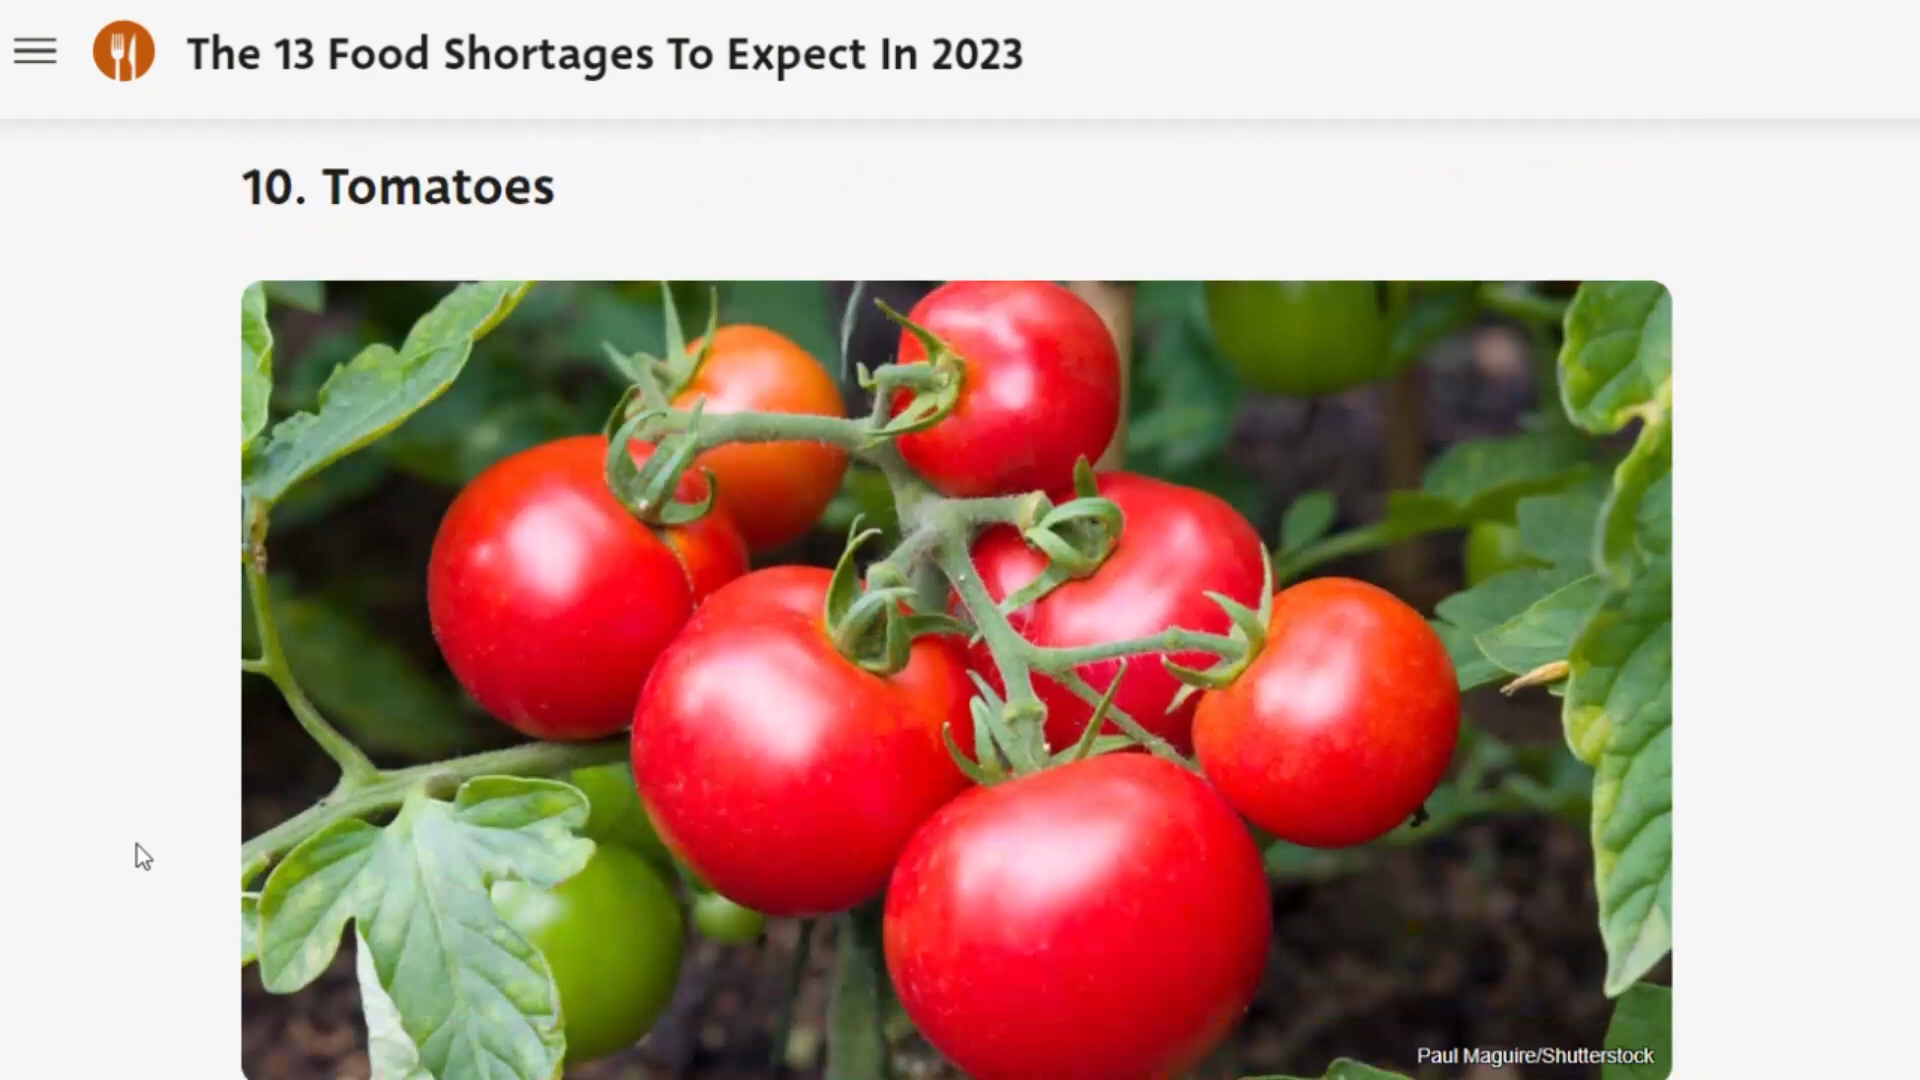 The 13 Food Shortages To Expect In 2023
10. Tomatoes
Paul Maguire/Shutterstock